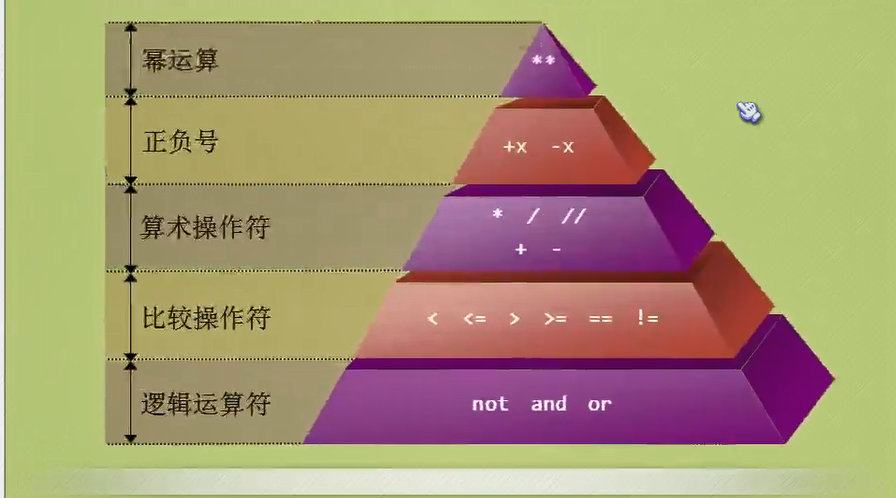 幂运算 **
正负号 +x -x
算术操作符 * / //
+ -
比较操作符 < <= > >= == !=
逻辑运算符 not and or